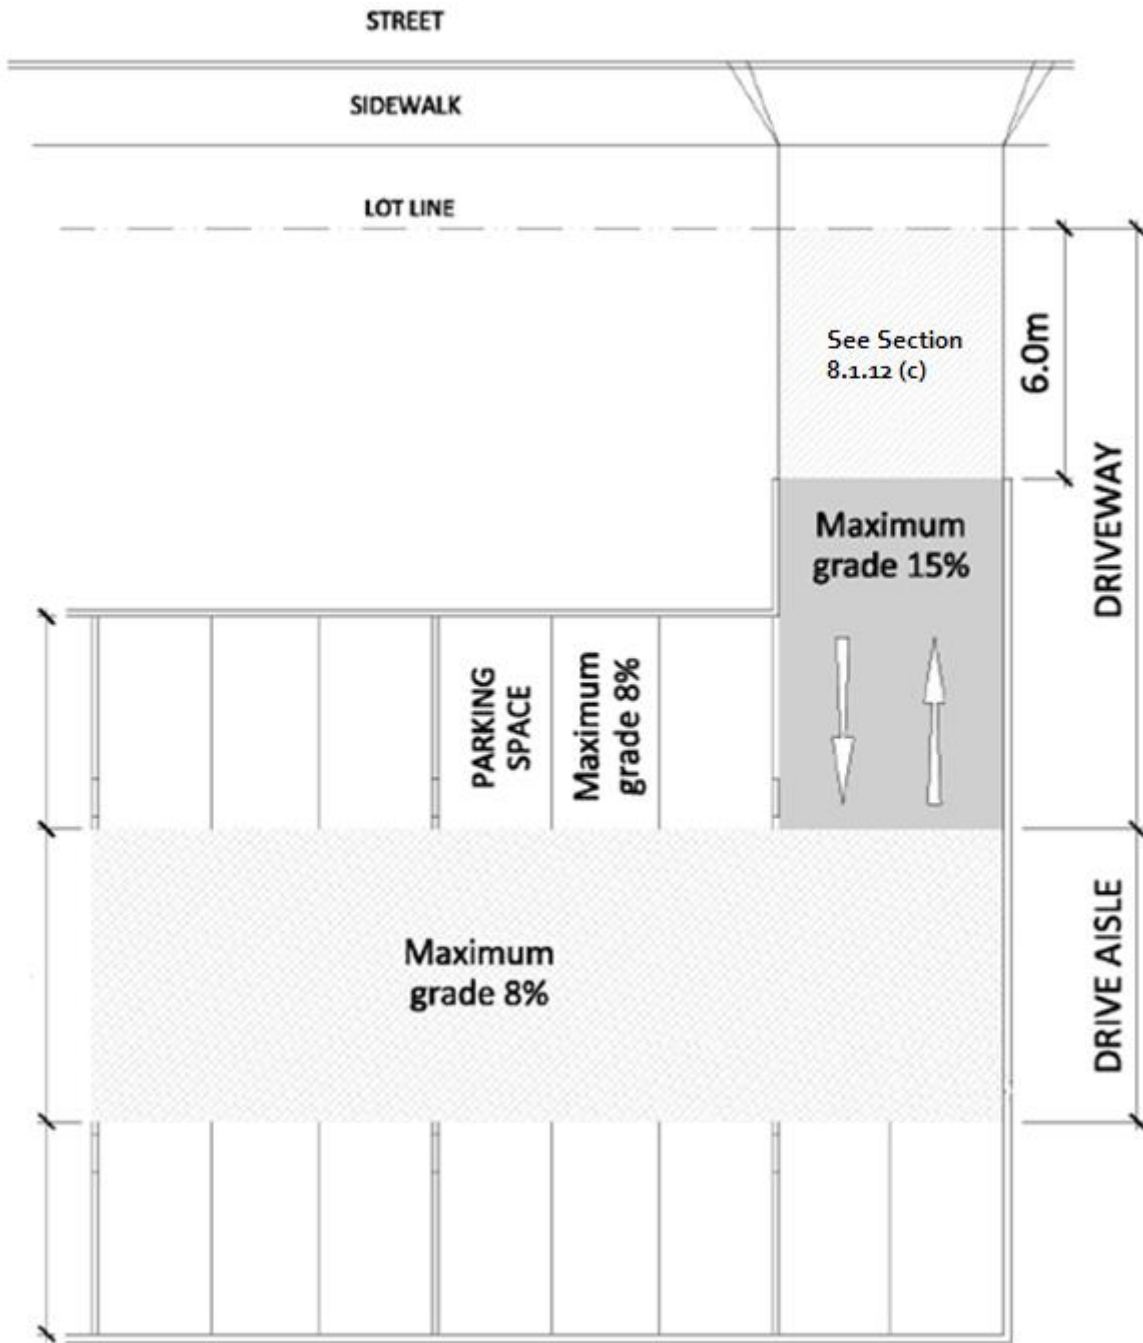 STREET
SIDEWALK
LOT LINE
See Section
8.1.12 (c)
6.0m
DRIVEWAY
Maximum
grade 15%
PARKING
SPACE
Maximum
grade 8%
Maximum
grade 8%
DRIVE AISLE